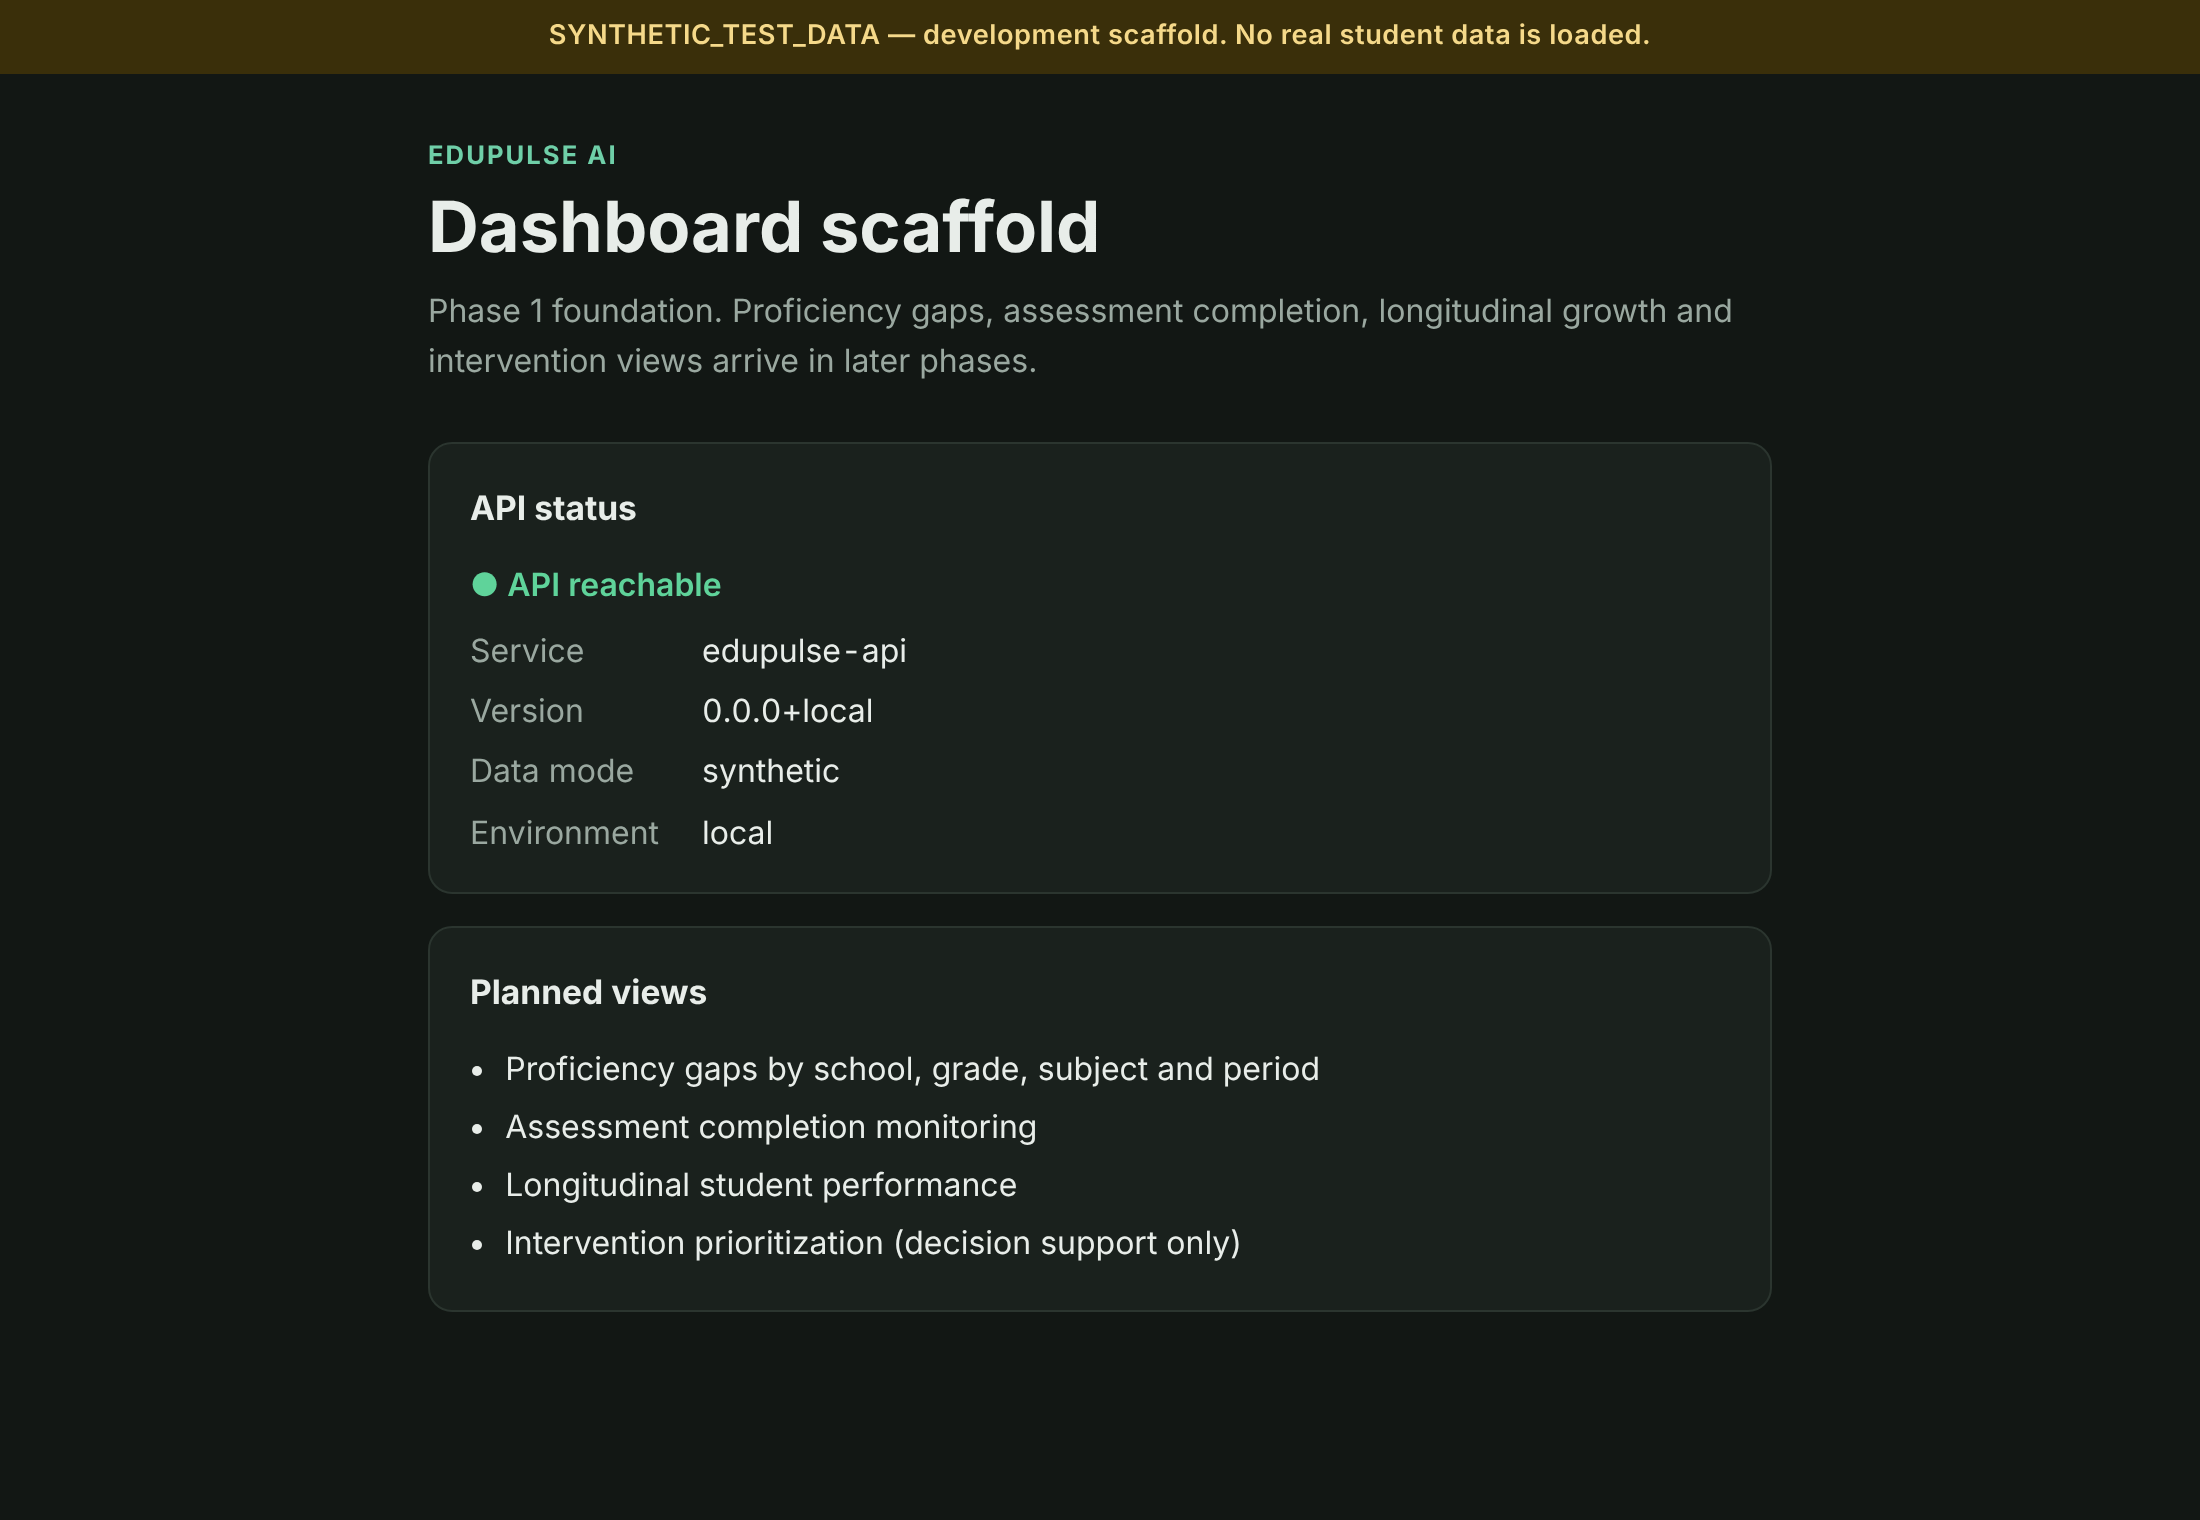 SYNTHETIC_TEST_DATA — development scaffold. No real student data is loaded.
EDUPULSE AI
Dashboard scaffold
Phase 1 foundation. Proficiency gaps, assessment completion, longitudinal growth and
intervention views arrive in later phases.
API status
● API reachable
Service edupulse-api
Version 0.0.0+local
Data mode synthetic
Environment local
Planned views
• Proficiency gaps by school, grade, subject and period
• Assessment completion monitoring
• Longitudinal student performance
• Intervention prioritization (decision support only)